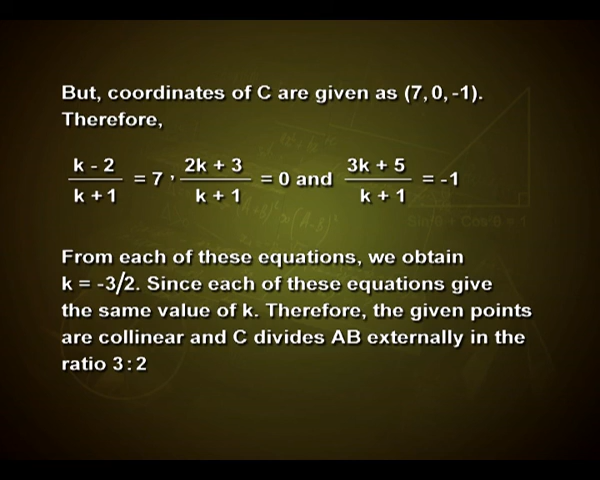 But, coordinates of C are given as (7, 0, -1).
Therefore,
k - 2 / k + 1 = 7 , 2k + 3 / k + 1 = 0 and 3k + 5 / k + 1 = -1
From each of these equations, we obtain
k = -3/2. Since each of these equations give
the same value of k. Therefore, the given points
are collinear and C divides AB externally in the
ratio 3 : 2